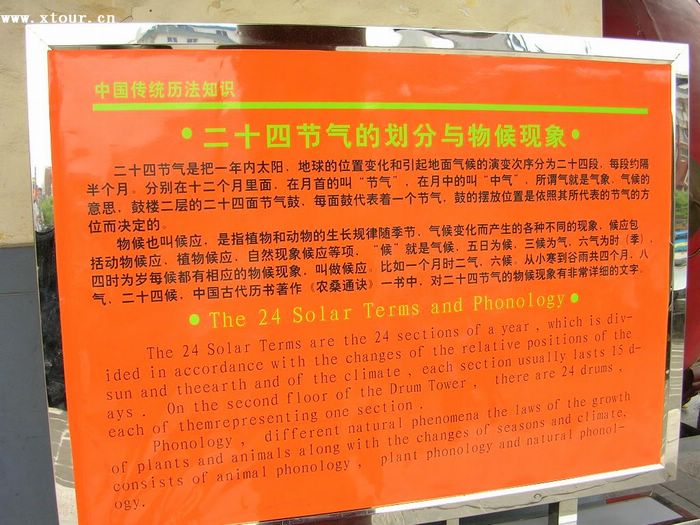 www.xtour.cn
中国传统历法知识
•二十四节气的划分与物候现象•
二十四节气是把一年内太阳、地球的位置变化和引起地面气候的演变次序分为二十四段，每段约隔
半个月。分别在十二个月里面，在月首的叫“节气”，在月中的叫“中气”，所谓气就是气象，气候的
意思，鼓楼二层的二十四面节气鼓，每面鼓代表着一个节气，鼓的摆放位置是依照其所代表的节气的方
位而决定的。
物候也叫候应，是指植物和动物的生长规律随季节、气候变化而产生的各种不同的现象，候应包
括动物候应、植物候应、自然现象候应等项，“候”就是气候，五日为候，三候为气，六气为时（季），
四时为岁每候都有相应的物候现象，叫做候应。比如一个月时二气，六候。从小寒到谷雨共四个月，八
气，二十四候，中国古代历书著作《农桑通诀》一书中，对二十四节气的物候现象有非常详细的文字。
•The 24 Solar Terms and Phonology•
The 24 Solar Terms are the 24 sections of a year , which is div-
ided in accordance with the changes of the relative positions of the
sun and theearth and of the climate , each section usually lasts 15 d-
ays . On the second floor of the Drum Tower , there are 24 drums ,
each of themrepresenting one section .
Phonology , different natural phenomena the laws of the growth
of plants and animals along with the changes of seasons and climate,
consists of animal phonology , plant phonology and natural phonol-
ogy.